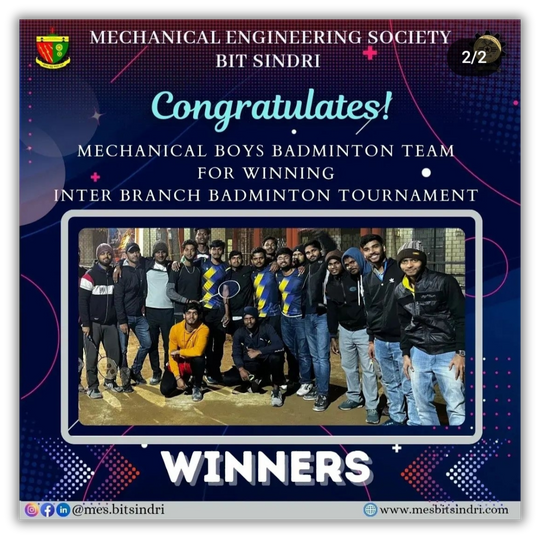 MECHANICAL ENGINEERING SOCIETY
BIT SINDRI
2/2
Congratulates!
MECHANICAL BOYS BADMINTON TEAM
FOR WINNING
INTER BRANCH BADMINTON TOURNAMENT
WINNERS
@mes.bitsindri
www.mesbitsindri.com